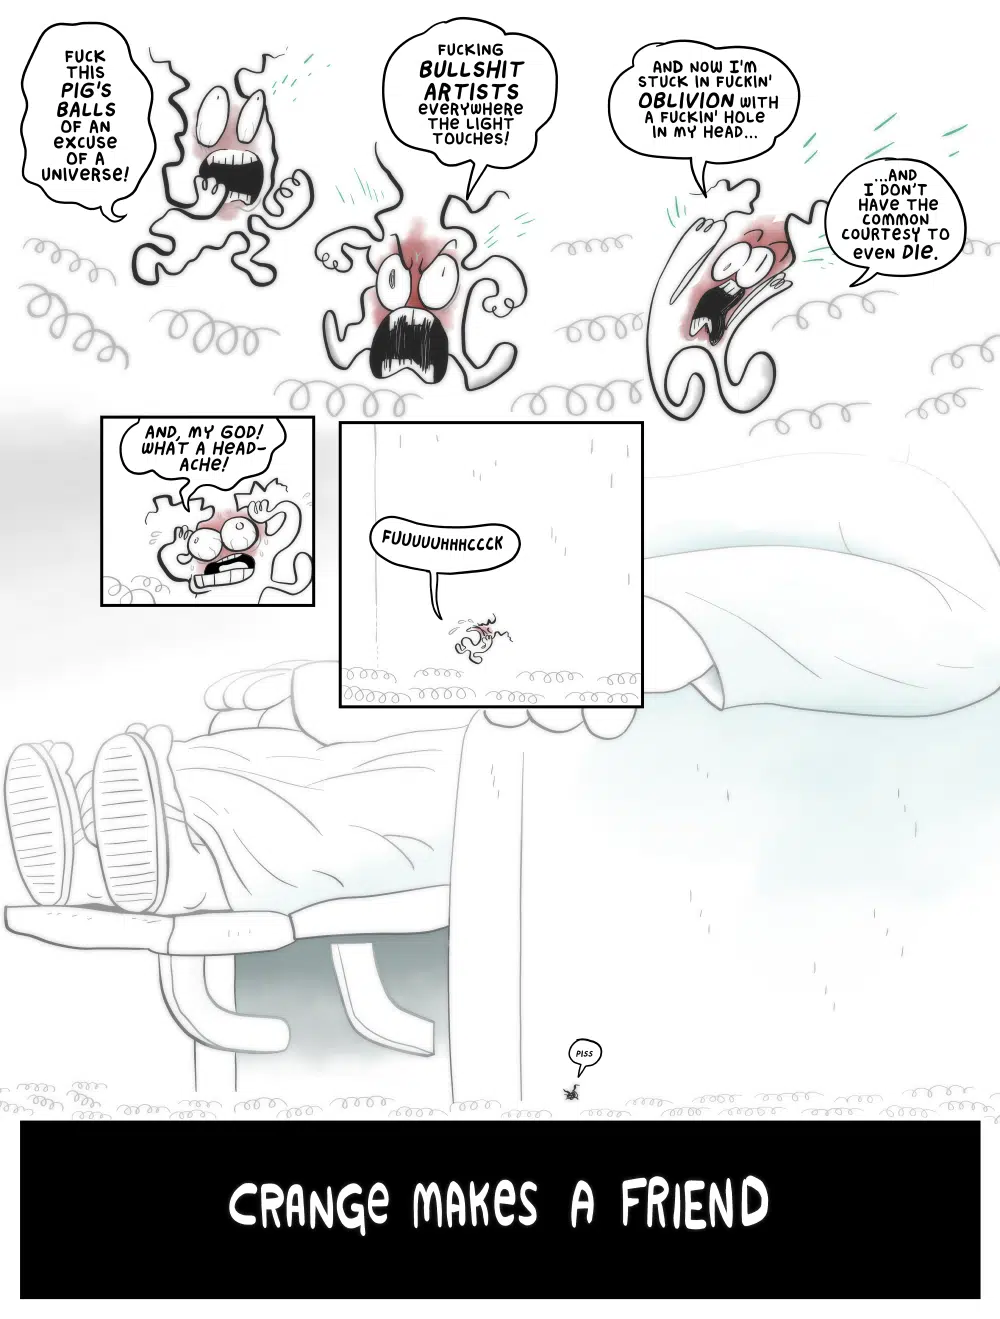 FUCK
THIS
PIG'S
BALLS
OF AN
EXCUSE
OF A
UNIVERSE!
FUCKING
BULLSHIT
ARTISTS
EVERYWHERE
THE LIGHT
TOUCHES!
AND NOW I'M
STUCK IN FUCKIN'
OBLIVION WITH
A FUCKIN' HOLE
IN MY HEAD...
...AND
I DON'T
HAVE THE
COMMON
COURTESY TO
EVEN DIE.
AND, MY GOD!
WHAT A HEAD-
ACHE!
FUUUUUHHHCCCK
PISS
CRANGE MAKES A FRIEND